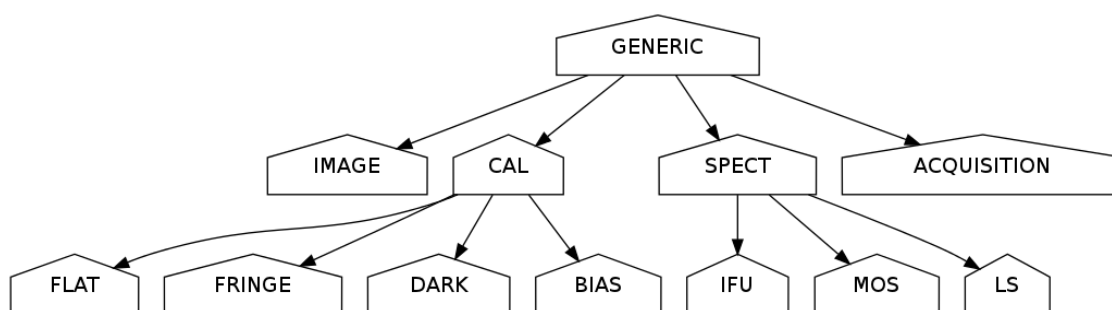 GENERIC
IMAGE
CAL
SPECT
ACQUISITION
FLAT
FRINGE
DARK
BIAS
IFU
MOS
LS